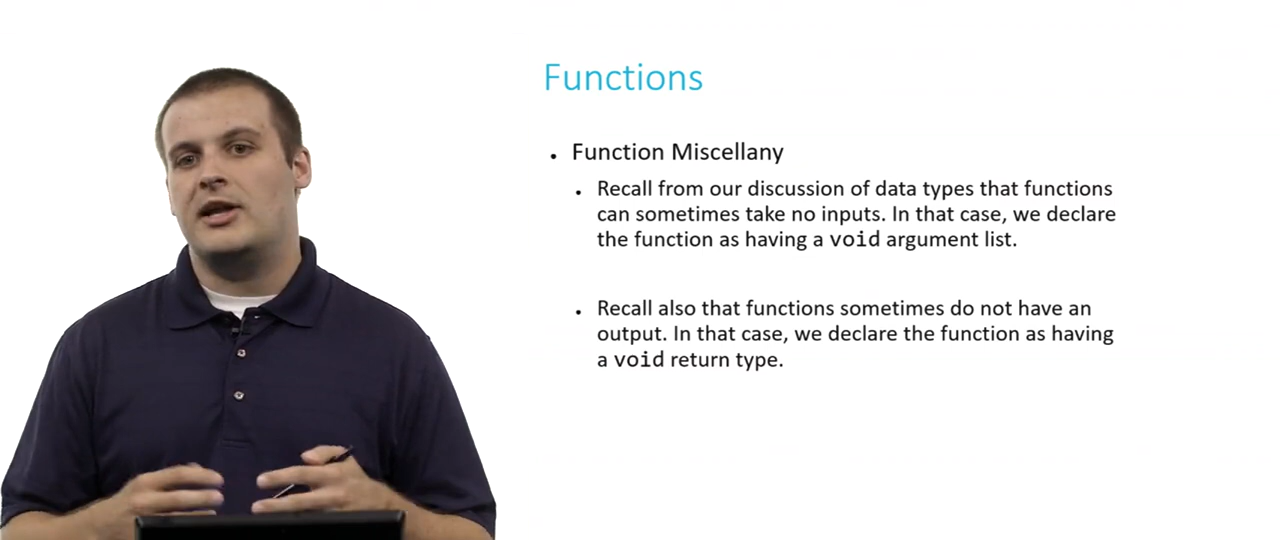 Functions
• Function Miscellany
• Recall from our discussion of data types that functions
can sometimes take no inputs. In that case, we declare
the function as having a void argument list.
• Recall also that functions sometimes do not have an
output. In that case, we declare the function as having
a void return type.